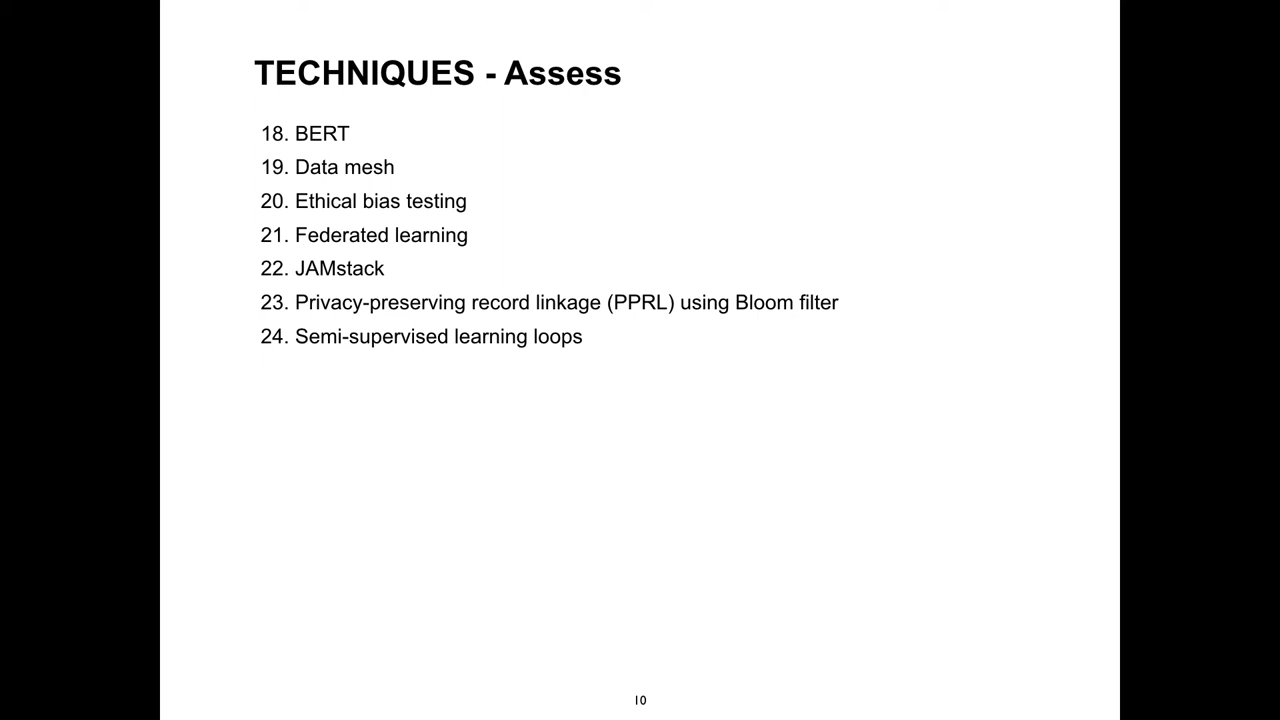 TECHNIQUES - Assess
18. BERT
19. Data mesh
20. Ethical bias testing
21. Federated learning
22. JAMstack
23. Privacy-preserving record linkage (PPRL) using Bloom filter
24. Semi-supervised learning loops
10